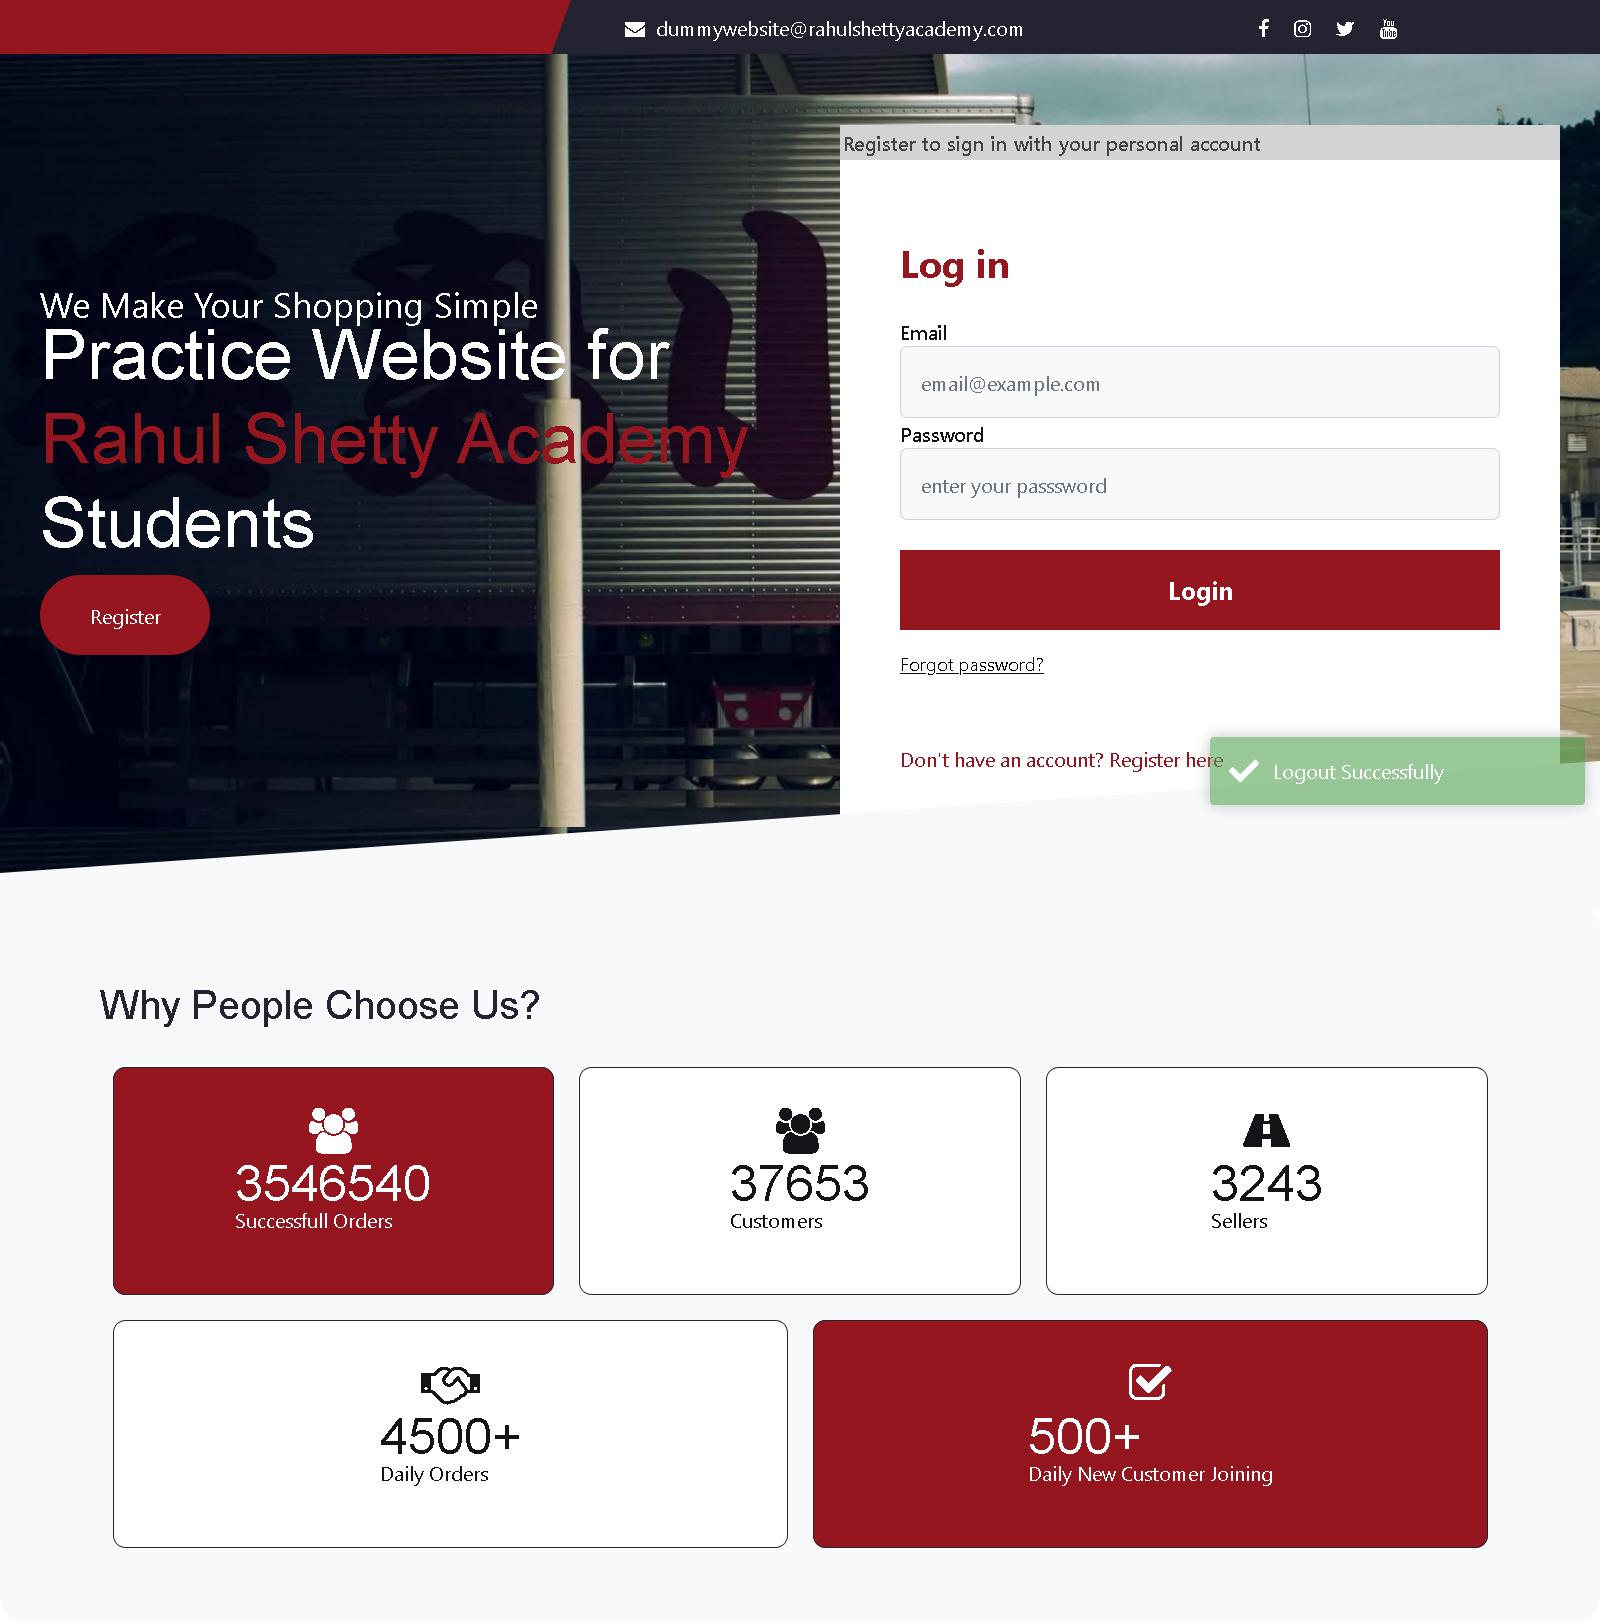 dummywebsite@rahulshettyacademy.com
Register to sign in with your personal account
We Make Your Shopping Simple
Practice Website for
Rahul Shetty Academy
Students
Register
Log in
Email
email@example.com
Password
enter your passsword
Login
Forgot password?
Don't have an account? Register here
Logout Successfully
Why People Choose Us?
3546540
Successfull Orders
37653
Customers
3243
Sellers
4500+
Daily Orders
500+
Daily New Customer Joining